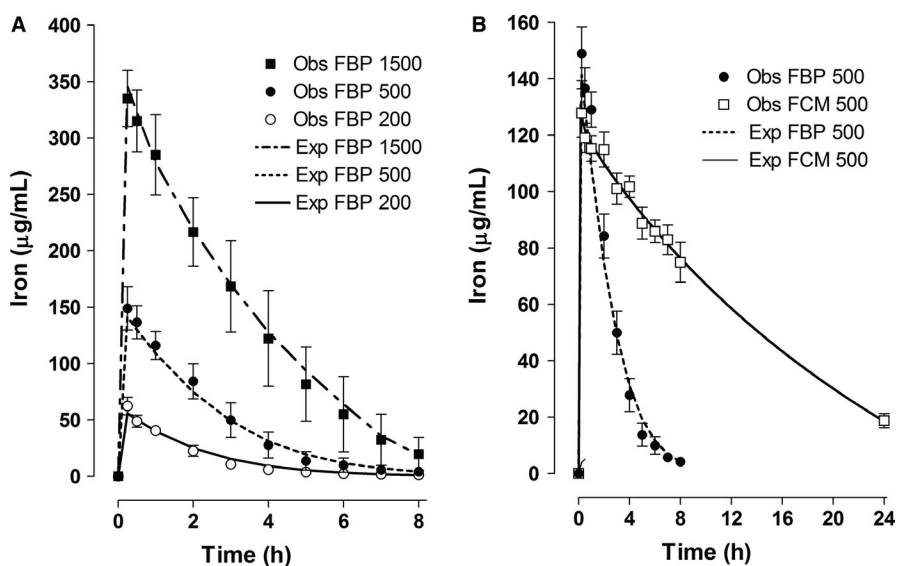 A
400
350
300
250
200
150
100
50
0
Iron (μg/mL)
Obs FBP 1500
Obs FBP 500
Obs FBP 200
Exp FBP 1500
Exp FBP 500
Exp FBP 200
0 2 4 6 8
Time (h)
B
160
140
120
100
80
60
40
20
0
Iron (μg/mL)
Obs FBP 500
Obs FCM 500
Exp FBP 500
Exp FCM 500
0 4 8 12 16 20 24
Time (h)